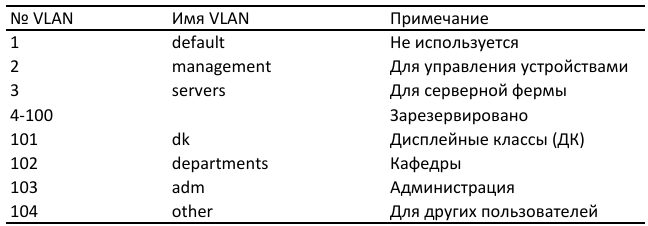 № VLAN Имя VLAN Примечание
1 default Не используется
2 management Для управления устройствами
3 servers Для серверной фермы
4-100 Зарезервировано
101 dk Дисплейные классы (ДК)
102 departments Кафедры
103 adm Администрация
104 other Для других пользователей